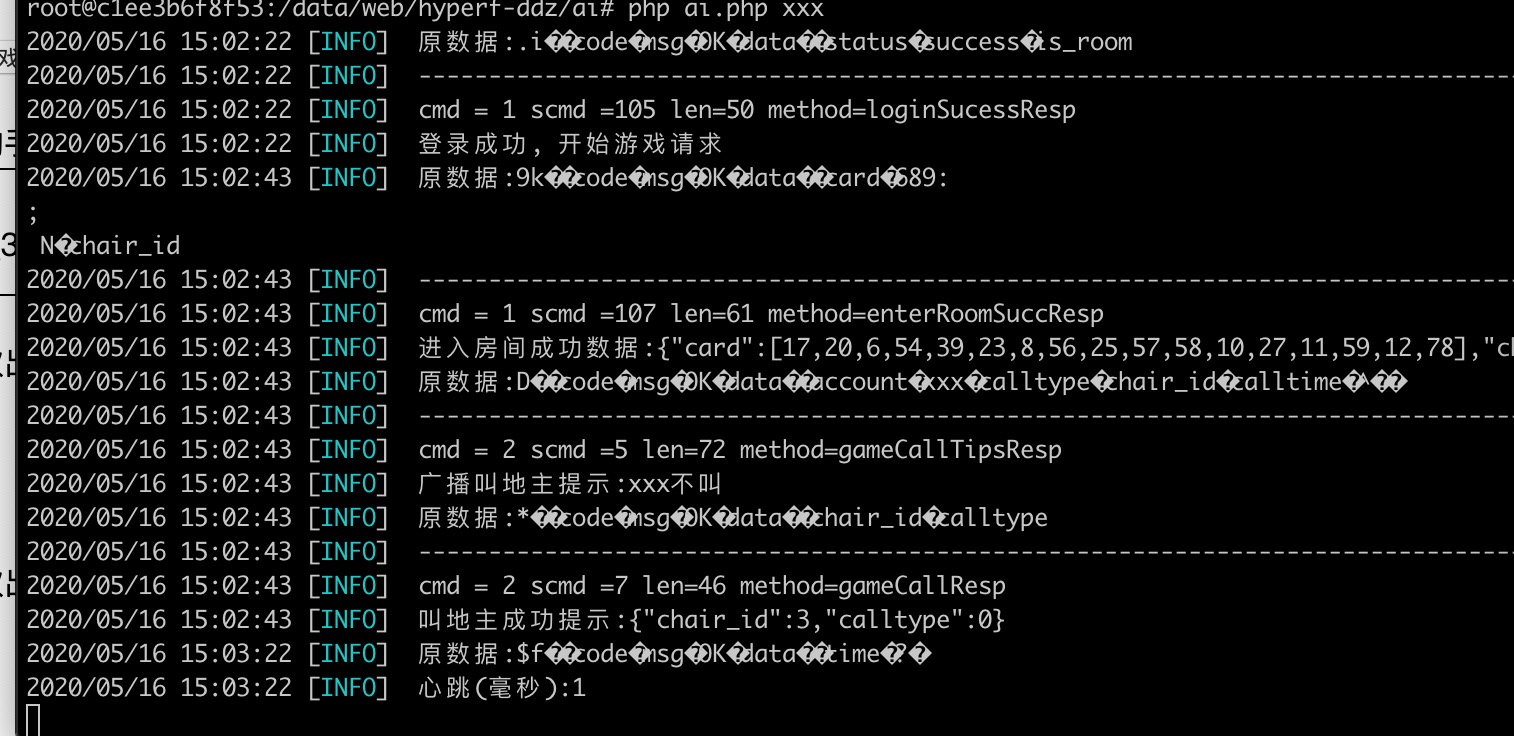 root@c1ee3b6f8f53:/data/web/hyperf-ddz/ai# php ai.php xxx
2020/05/16 15:02:22 [INFO] 原数据:.i��code�msg�OK�data��status�success�is_room
2020/05/16 15:02:22 [INFO] --------------------------------------------------------------------------------
2020/05/16 15:02:22 [INFO] cmd = 1 scmd =105 len=50 method=loginSucessResp
2020/05/16 15:02:22 [INFO] 登录成功, 开始游戏请求
2020/05/16 15:02:43 [INFO] 原数据:9k��code�msg�OK�data��card�689:
;
N�chair_id
2020/05/16 15:02:43 [INFO] --------------------------------------------------------------------------------
2020/05/16 15:02:43 [INFO] cmd = 1 scmd =107 len=61 method=enterRoomSuccResp
2020/05/16 15:02:43 [INFO] 进入房间成功数据:{"card":[17,20,6,54,39,23,8,56,25,57,58,10,27,11,59,12,78],"c
2020/05/16 15:02:43 [INFO] 原数据:D��code�msg�OK�data��account�xxx�calltype�chair_id�calltime�^��
2020/05/16 15:02:43 [INFO] --------------------------------------------------------------------------------
2020/05/16 15:02:43 [INFO] cmd = 2 scmd =5 len=72 method=gameCallTipsResp
2020/05/16 15:02:43 [INFO] 广播叫地主提示:xxx不叫
2020/05/16 15:02:43 [INFO] 原数据:*��code�msg�OK�data��chair_id�calltype
2020/05/16 15:02:43 [INFO] --------------------------------------------------------------------------------
2020/05/16 15:02:43 [INFO] cmd = 2 scmd =7 len=46 method=gameCallResp
2020/05/16 15:02:43 [INFO] 叫地主成功提示:{"chair_id":3,"calltype":0}
2020/05/16 15:03:22 [INFO] 原数据:$f��code�msg�OK�data��time�?�
2020/05/16 15:03:22 [INFO] 心跳(毫秒):1